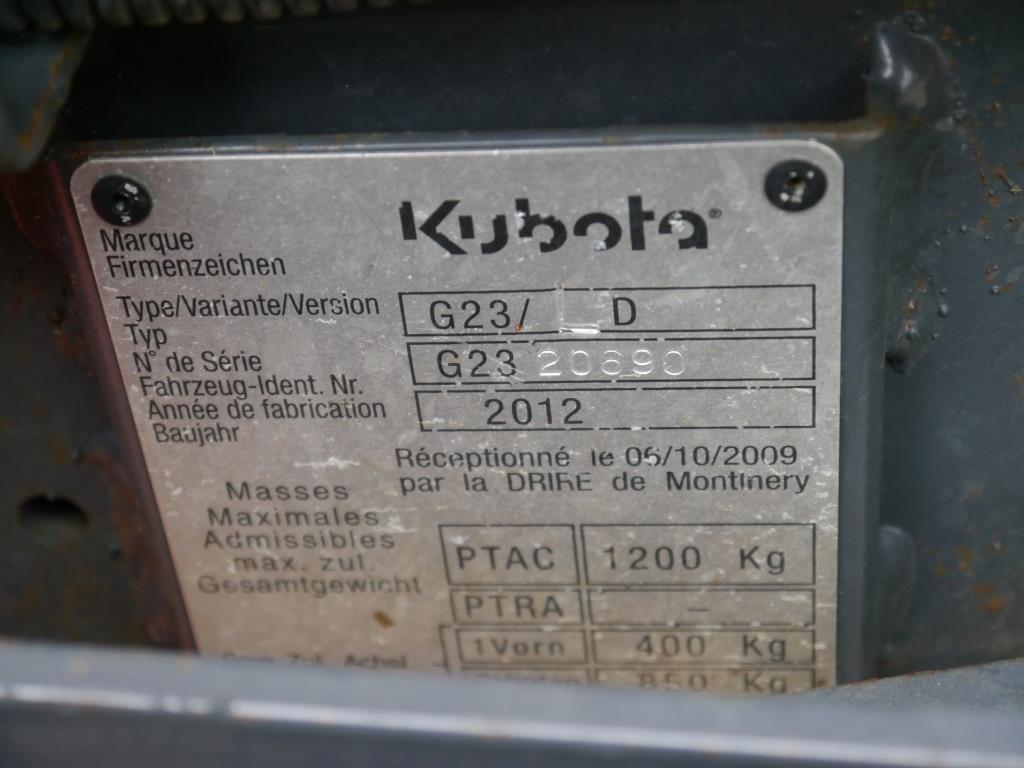 Kubota®
Marque
Firmenzeichen
Type/Variante/Version
Typ
G23/ L D
N° de Série
Fahrzeug-Ident. Nr.
G23 20690
Année de fabrication
Baujahr
2012
Réceptionné le 06/10/2009
par la DRIRE de Montinery
Masses
Maximales
Admissibles
max. zul.
Gesamtgewicht
PTAC 1200 Kg
PTRA –
1 Vorn 400 Kg
850 Kg